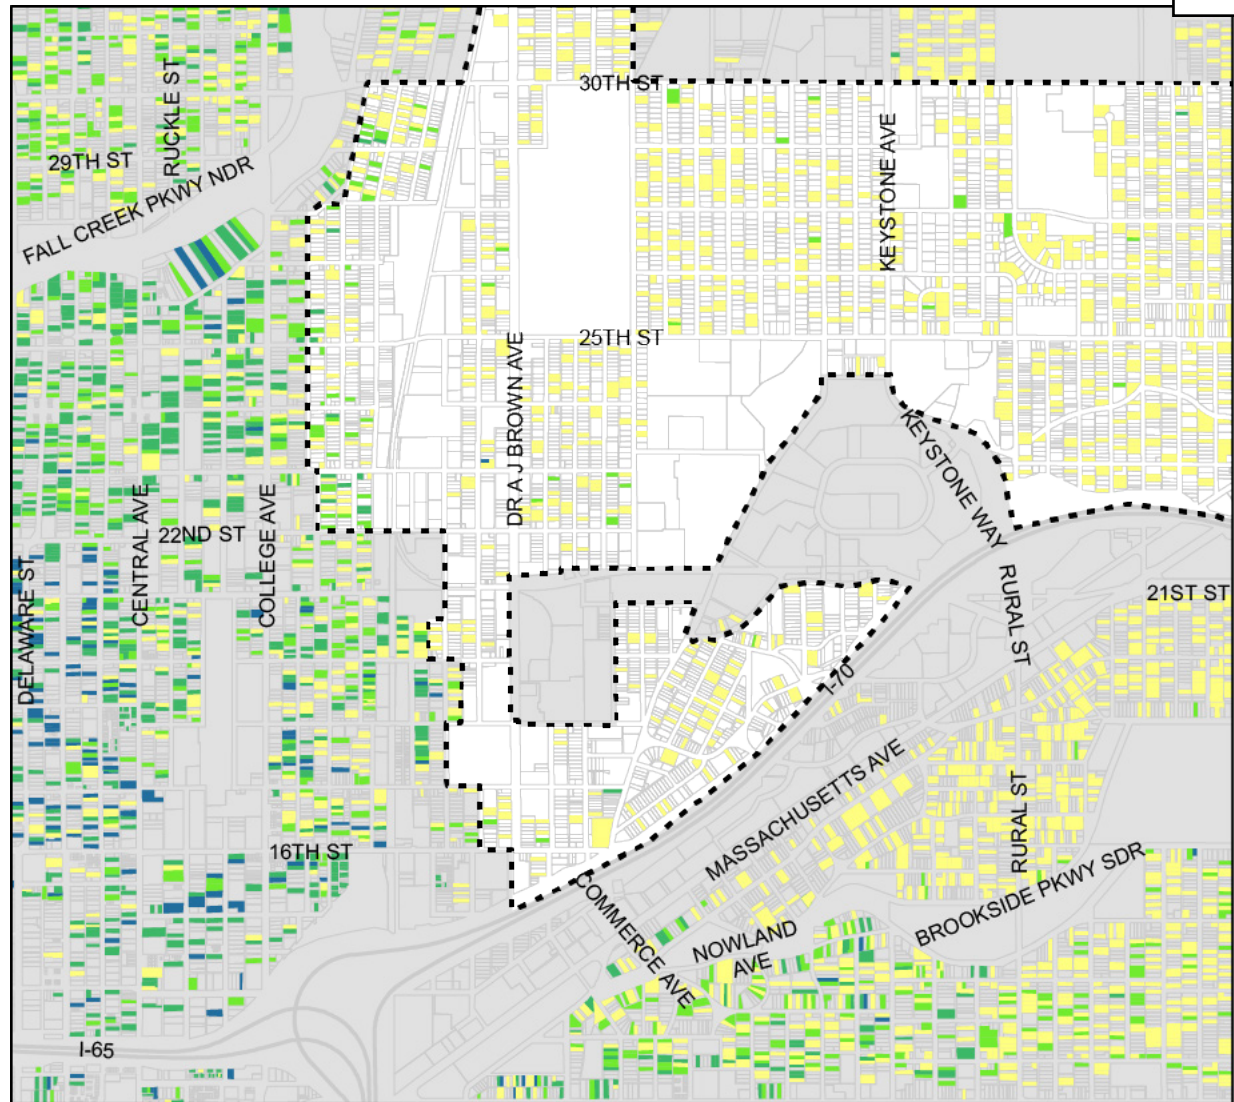 30TH ST
RUCKLE ST
29TH ST
KEYSTONE AVE
FALL CREEK PKWY NDR
25TH ST
DR A J BROWN AVE
KEYSTONE WAY
CENTRAL AVE
22ND ST
COLLEGE AVE
DELAWARE ST
RURAL ST
21ST ST
I-70
MASSACHUSETTS AVE
RURAL ST
16TH ST
BROOKSIDE PKWY SDR
COMMERCE AVE
NOWLAND
AVE
I-65